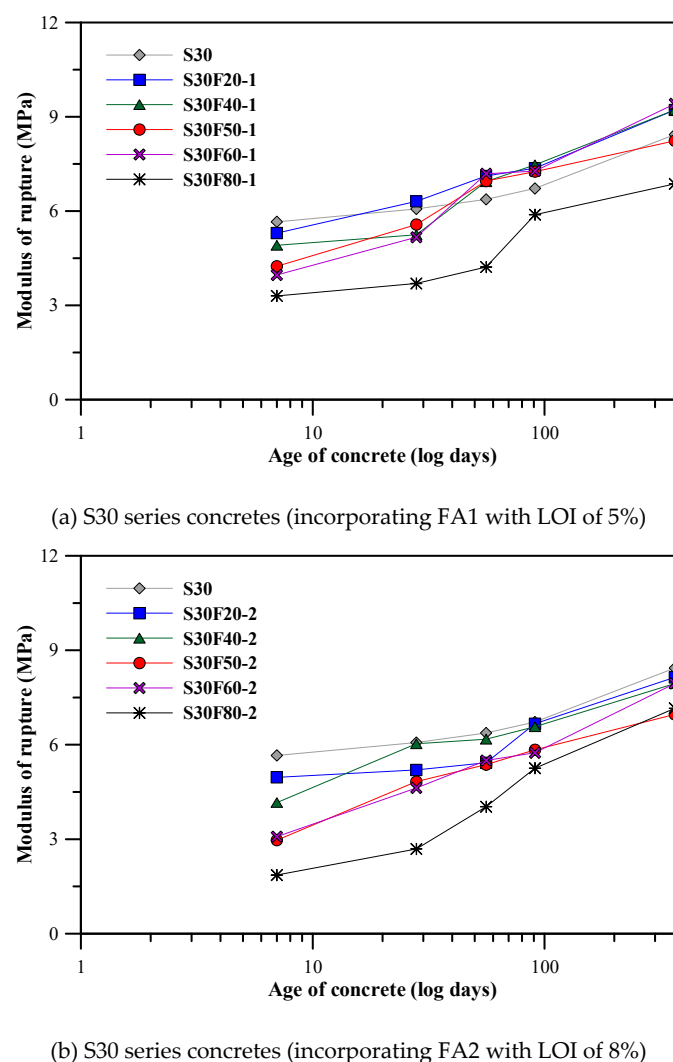 12
9
6
3
0
Modulus of rupture (MPa)
S30
S30F20-1
S30F40-1
S30F50-1
S30F60-1
S30F80-1
1 10 100
Age of concrete (log days)
(a) S30 series concretes (incorporating FA1 with LOI of 5%)
12
9
6
3
0
Modulus of rupture (MPa)
S30
S30F20-2
S30F40-2
S30F50-2
S30F60-2
S30F80-2
1 10 100
Age of concrete (log days)
(b) S30 series concretes (incorporating FA2 with LOI of 8%)